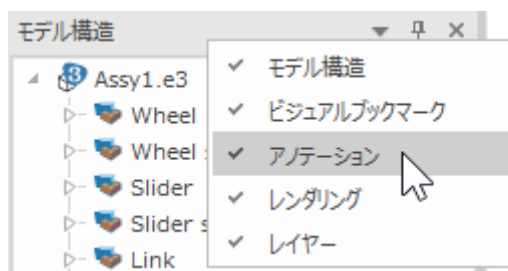 モデル構造
Assy1.e3
Wheel
Wheel s
Slider
Slider s
Link
モデル構造
ビジュアルブックマーク
アノテーション
レンダリング
レイヤー